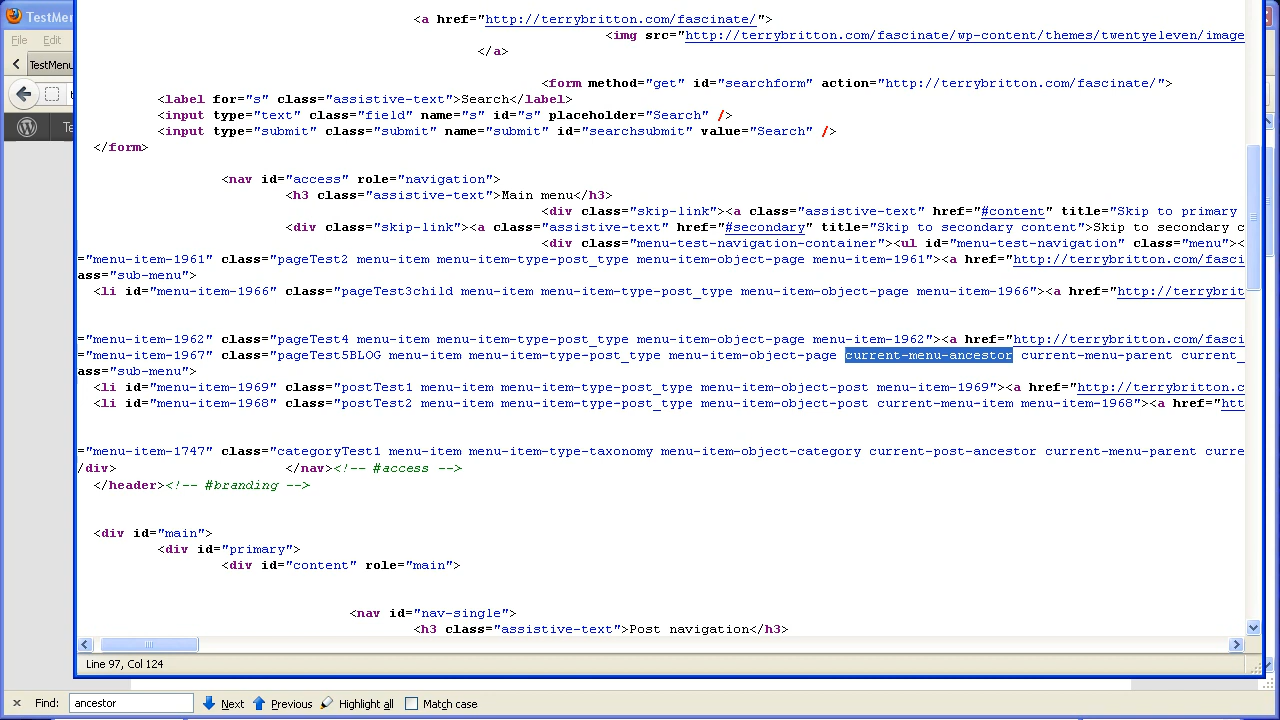 TestMen
File Edit
TestMenu
Te
<a href="http://terrybritton.com/fascinate/">
<img src="http://terrybritton.com/fascinate/wp-content/themes/twentyeleven/image
</a>
<form method="get" id="searchform" action="http://terrybritton.com/fascinate/">
<label for="s" class="assistive-text">Search</label>
<input type="text" class="field" name="s" id="s" placeholder="Search" />
<input type="submit" class="submit" name="submit" id="searchsubmit" value="Search" />
</form>
<nav id="access" role="navigation">
<h3 class="assistive-text">Main menu</h3>
<div class="skip-link"><a class="assistive-text" href="#content" title="Skip to primary
<div class="skip-link"><a class="assistive-text" href="#secondary" title="Skip to secondary content">Skip to secondary c
<div class="menu-test-navigation-container"><ul id="menu-test-navigation" class="menu"><
="menu-item-1961" class="pageTest2 menu-item menu-item-type-post_type menu-item-object-page menu-item-1961"><a href="http://terrybritton.com/fasci
ass="sub-menu">
<li id="menu-item-1966" class="pageTest3child menu-item menu-item-type-post_type menu-item-object-page menu-item-1966"><a href="http://terrybrit
="menu-item-1962" class="pageTest4 menu-item menu-item-type-post_type menu-item-object-page menu-item-1962"><a href="http://terrybritton.com/fasci
="menu-item-1967" class="pageTest5BLOG menu-item menu-item-type-post_type menu-item-object-page current-menu-ancestor current-menu-parent current_
ass="sub-menu">
<li id="menu-item-1969" class="postTest1 menu-item menu-item-type-post_type menu-item-object-post menu-item-1969"><a href="http://terrybritton.c
<li id="menu-item-1968" class="postTest2 menu-item menu-item-type-post_type menu-item-object-post current-menu-item menu-item-1968"><a href="htt
="menu-item-1747" class="categoryTest1 menu-item menu-item-type-taxonomy menu-item-object-category current-post-ancestor current-menu-parent curre
/div> </nav><!-- #access -->
</header><!-- #branding -->
<div id="main">
<div id="primary">
<div id="content" role="main">
<nav id="nav-single">
<h3 class="assistive-text">Post navigation</h3>
Line 97, Col 124
× Find: ancestor Next Previous Highlight all Match case